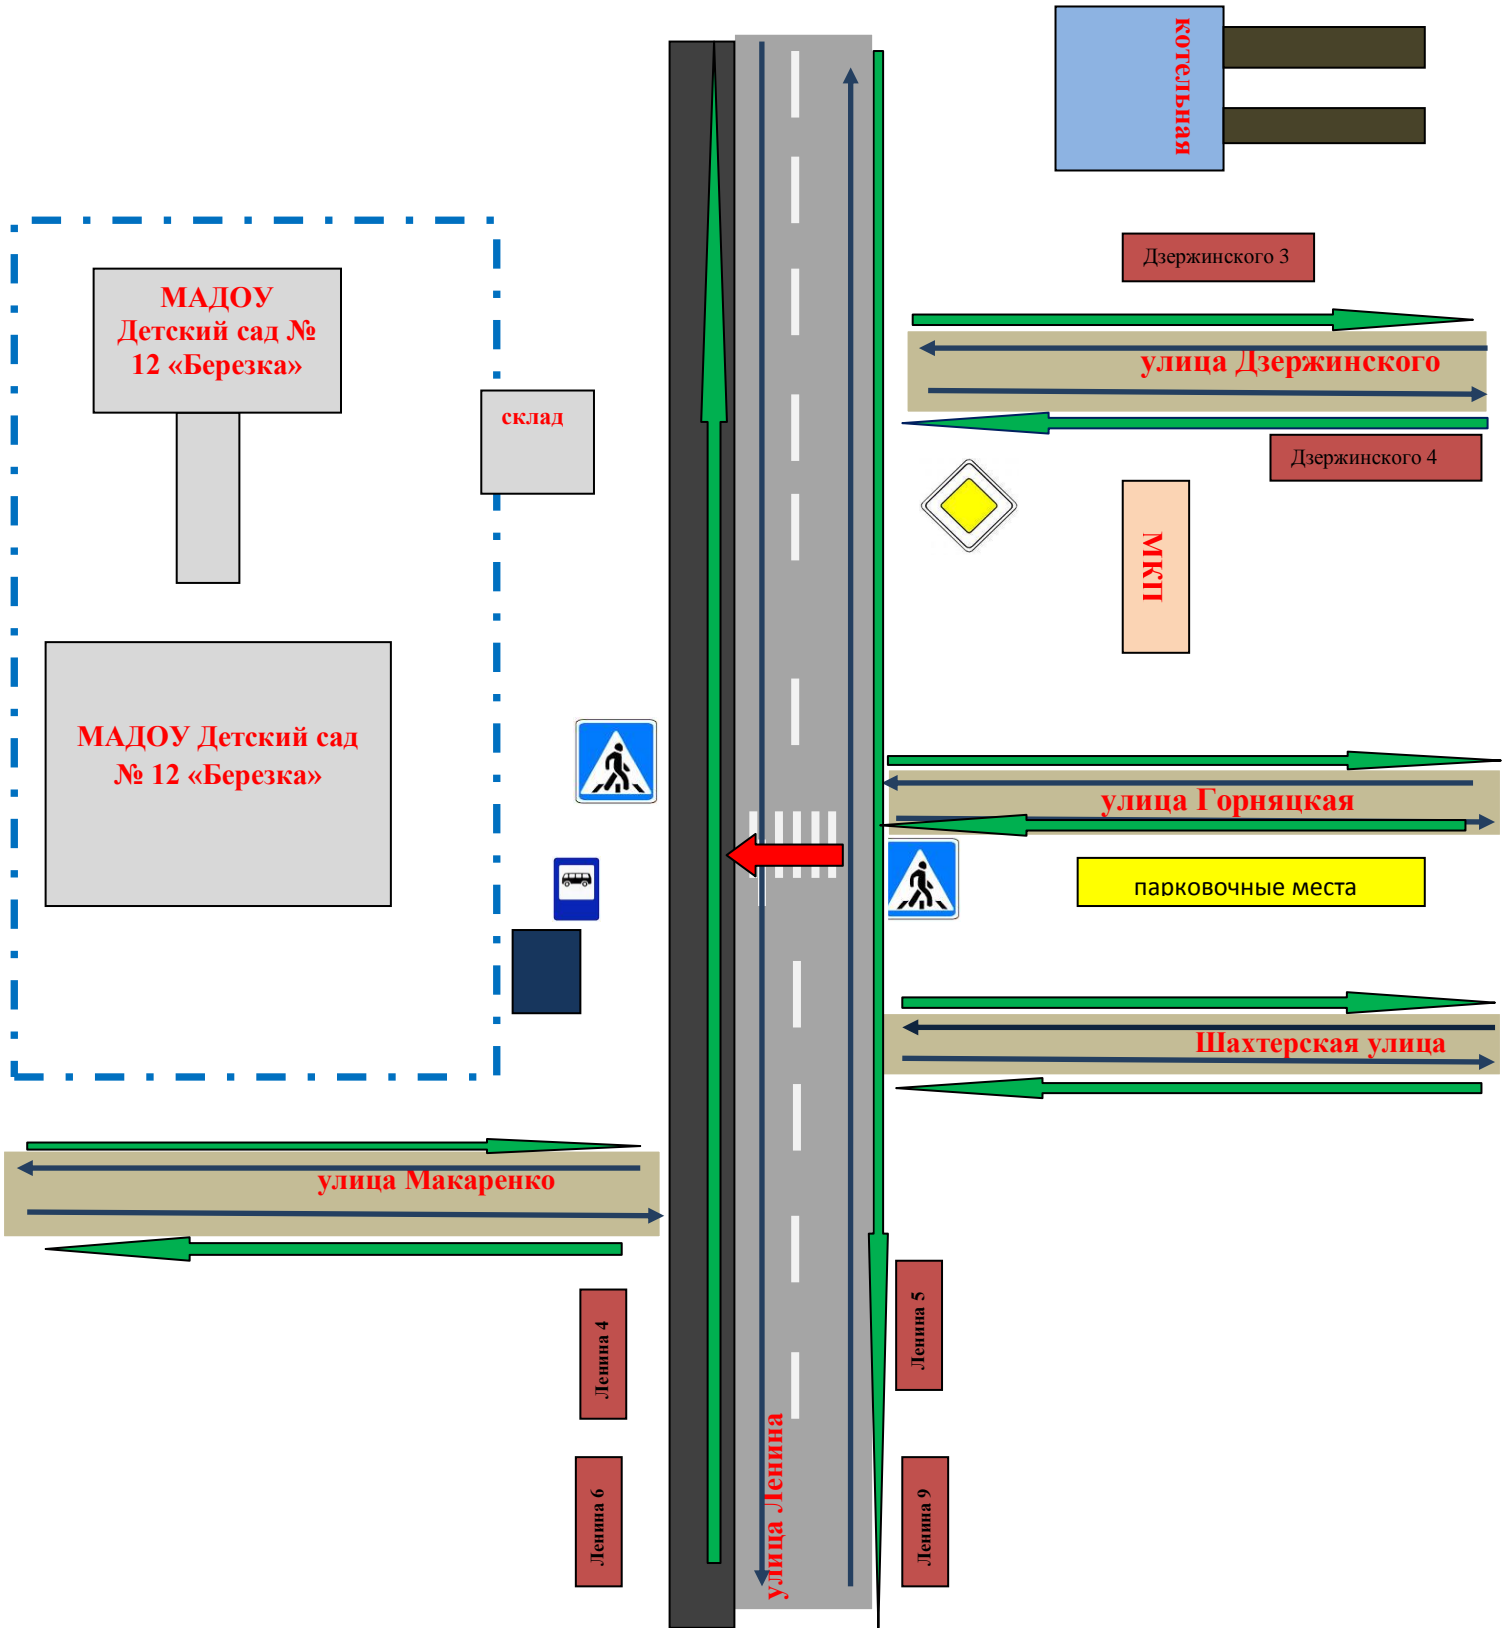 котельная
Дзержинского 3
МАДОУ
Детский сад №
12 «Березка»
улица Дзержинского
склад
Дзержинского 4
МКП
МАДОУ Детский сад
№ 12 «Березка»
улица Горняцкая
парковочные места
Шахтерская улица
улица Макаренко
Ленина 4
Ленина 5
улица Ленина
Ленина 6
Ленина 9